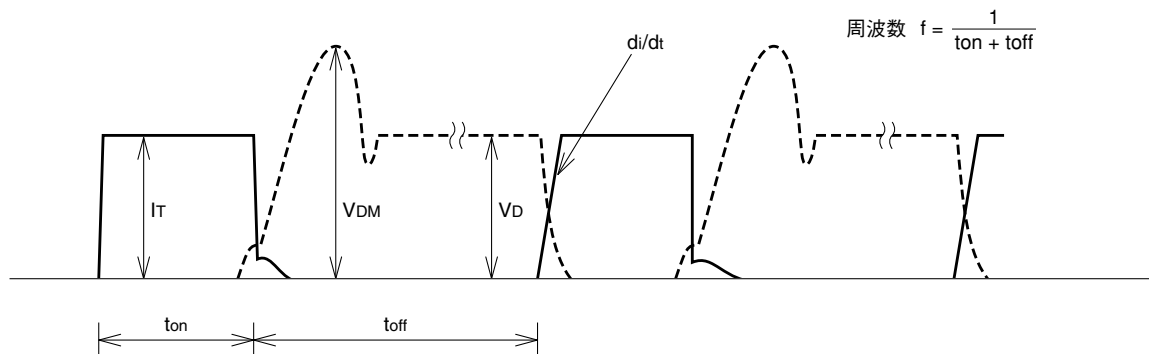 周波数 f = 1 / (ton + toff)
di/dt
IT
VDM
VD
ton
toff